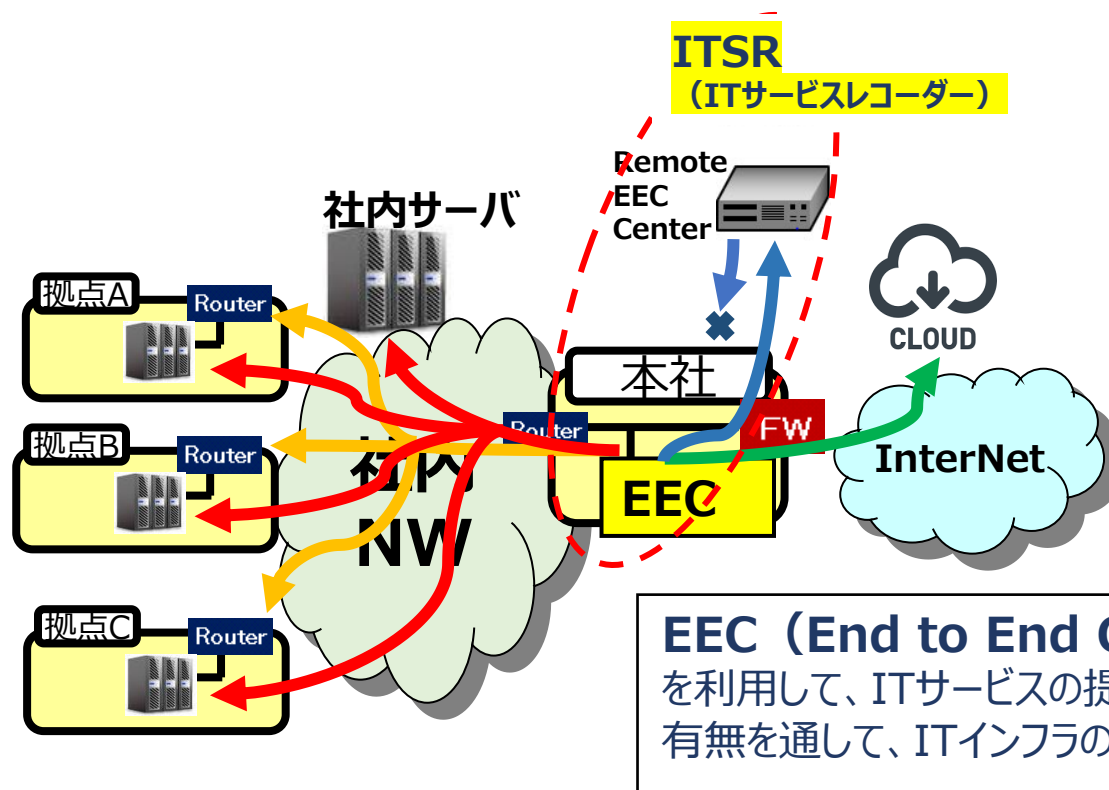 ITSR
（ITサービスレコーダー）
Remote
EEC
Center
社内サーバ
拠点A
Router
CLOUD
本社
拠点B
Router
Router
FW
社内
NW
EEC
InterNet
拠点C
Router
EEC（End to End
を利用して、ITサービスの提
有無を通して、ITインフラの